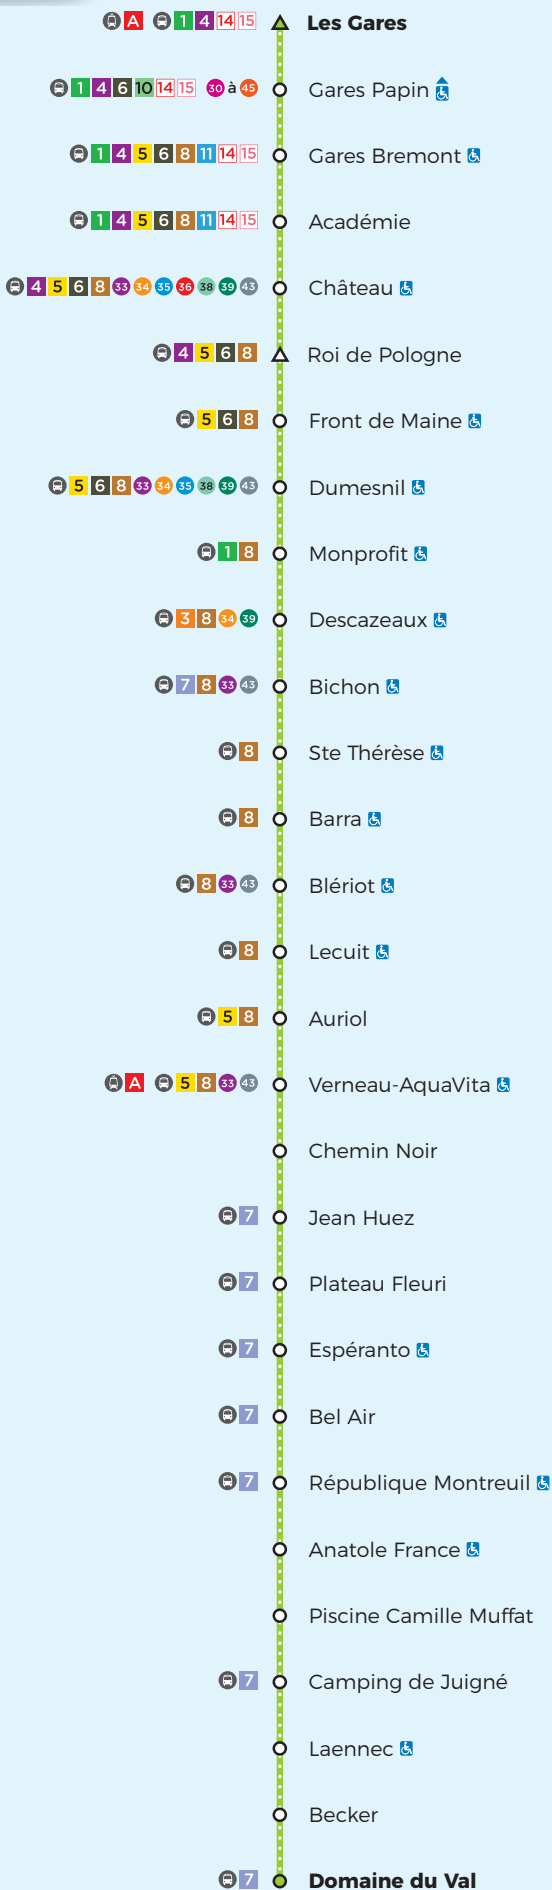 A 1 4 14 15 Les Gares
1 4 6 10 14 15 30 à 45 Gares Papin
1 4 5 6 8 11 14 15 Gares Bremont
1 4 5 6 8 11 14 15 Académie
4 5 6 8 33 34 35 36 38 39 43 Château
4 5 6 8 Roi de Pologne
5 6 8 Front de Maine
5 6 8 33 34 35 38 39 43 Dumesnil
1 8 Monprofit
3 8 34 39 Descazeaux
7 8 33 43 Bichon
8 Ste Thérèse
8 Barra
8 33 43 Blériot
8 Lecuit
5 8 Auriol
A 5 8 33 43 Verneau-AquaVita
Chemin Noir
7 Jean Huez
7 Plateau Fleuri
7 Espéranto
7 Bel Air
7 République Montreuil
Anatole France
Piscine Camille Muffat
7 Camping de Juigné
Laennec
Becker
7 Domaine du Val